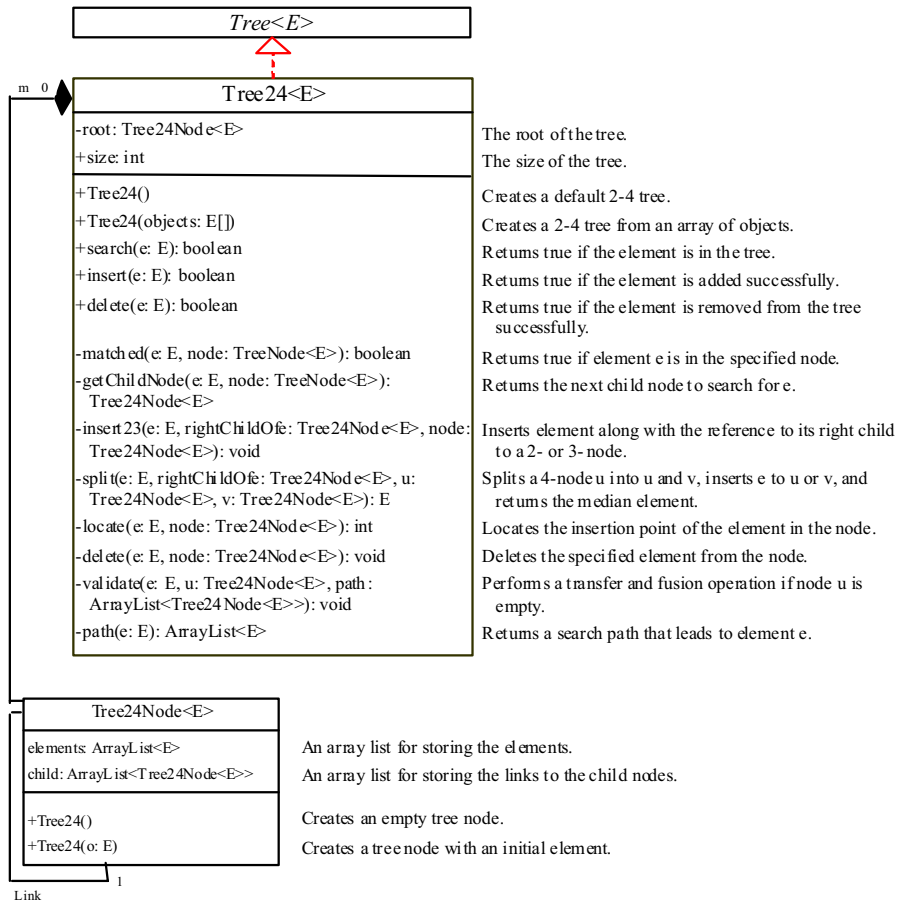 Tree<E>
m 0
Tree24<E>
-root: Tree24Node<E>
The root of the tree.
+size: int
The size of the tree.
+Tree24()
Creates a default 2-4 tree.
+Tree24(objects: E[])
Creates a 2-4 tree from an array of objects.
+search(e: E): boolean
Returns true if the element is in the tree.
+insert(e: E): boolean
Returns true if the element is added successfully.
+delete(e: E): boolean
Returns true if the element is removed from the tree
successfully.
-matched(e: E, node: TreeNode<E>): boolean
Returns true if element e is in the specified node.
-getChildNode(e: E, node: TreeNode<E>):
Tree24Node<E>
Returns the next child node to search for e.
-insert23(e: E, rightChildOfe: Tree24Node<E>, node:
Tree24Node<E>): void
Inserts element along with the reference to its right child
to a 2- or 3- node.
-split(e: E, rightChildOfe: Tree24Node<E>, u:
Tree24Node<E>, v: Tree24Node<E>): E
Splits a 4-node u into u and v, inserts e to u or v, and
returns the median element.
-locate(e: E, node: Tree24Node<E>): int
Locates the insertion point of the element in the node.
-delete(e: E, node: Tree24Node<E>): void
Deletes the specified element from the node.
-validate(e: E, u: Tree24Node<E>, path:
ArrayList<Tree24Node<E>>): void
Performs a transfer and fusion operation if node u is
empty.
-path(e: E): ArrayList<E>
Returns a search path that leads to element e.
Tree24Node<E>
elements: ArrayList<E>
An array list for storing the elements.
child: ArrayList<Tree24Node<E>>
An array list for storing the links to the child nodes.
+Tree24()
Creates an empty tree node.
+Tree24(o: E)
Creates a tree node with an initial element.
1
Link